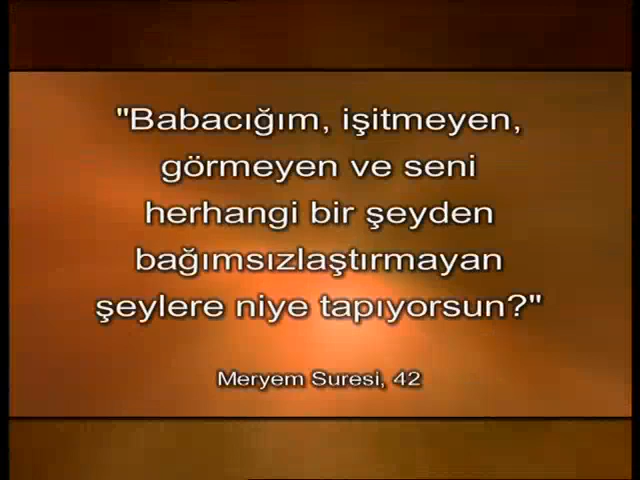 "Babacığım, işitmeyen,
görmeyen ve seni
herhangi bir şeyden
bağımsızlaştırmayan
şeylere niye tapıyorsun?"
Meryem Suresi, 42